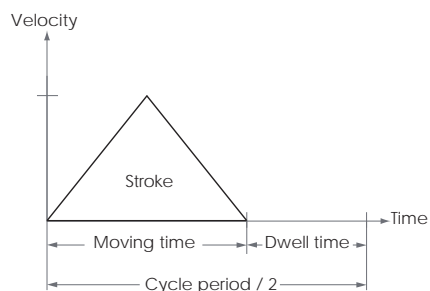 Velocity
Stroke
Time
Moving time
Dwell time
Cycle period / 2